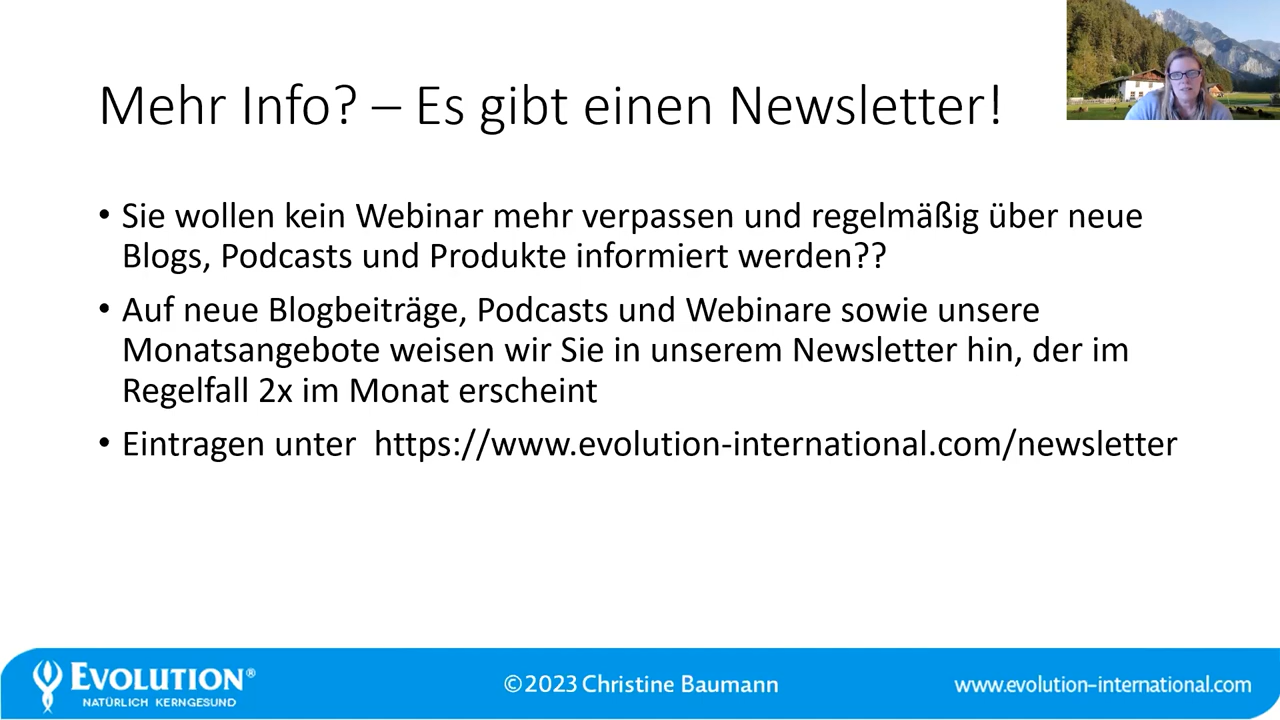 Mehr Info? – Es gibt einen Newsletter!
• Sie wollen kein Webinar mehr verpassen und regelmäßig über neue
Blogs, Podcasts und Produkte informiert werden??
• Auf neue Blogbeiträge, Podcasts und Webinare sowie unsere
Monatsangebote weisen wir Sie in unserem Newsletter hin, der im
Regelfall 2x im Monat erscheint
• Eintragen unter  https://www.evolution-international.com/newsletter
EVOLUTION®
NATÜRLICH KERNGESUND
©2023 Christine Baumann
www.evolution-international.com